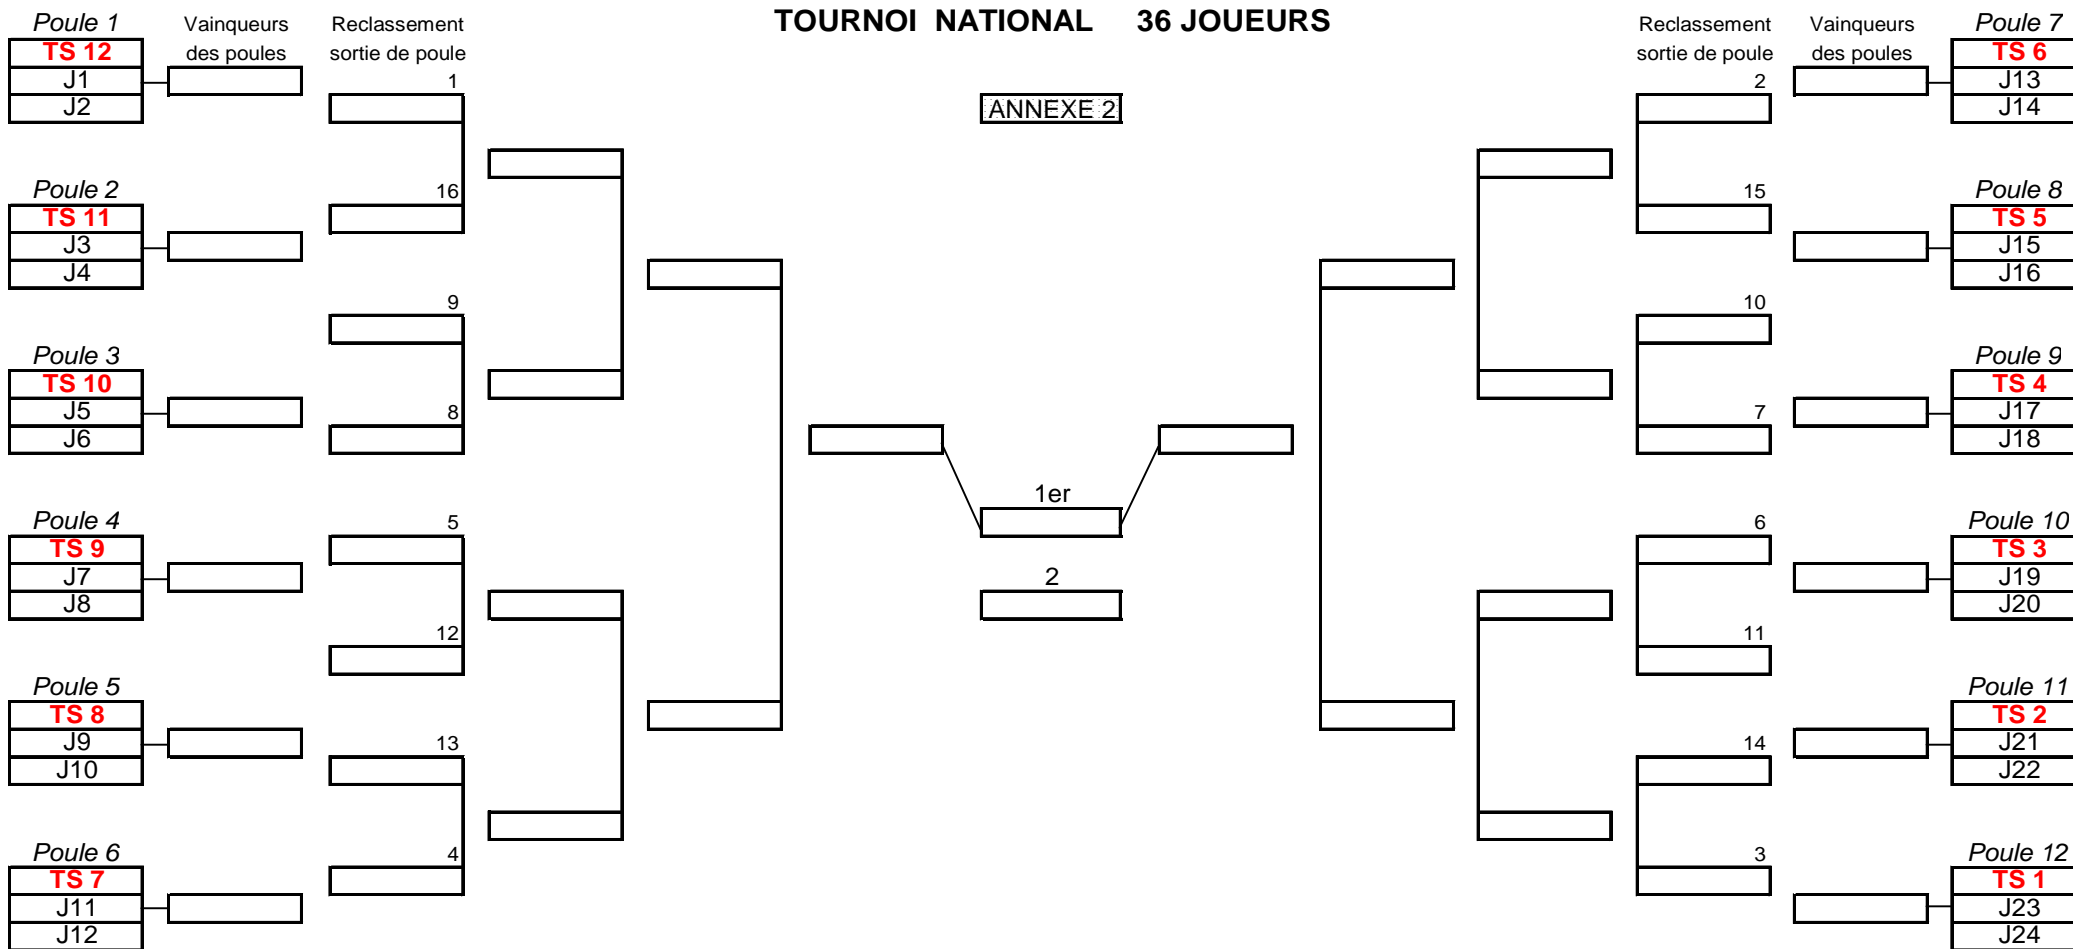 TOURNOI NATIONAL 36 JOUEURS
ANNEXE 2
Vainqueurs
des poules
Reclassement
sortie de poule
Poule 1
TS 12
J1
J2
Poule 2
TS 11
J3
J4
Poule 3
TS 10
J5
J6
Poule 4
TS 9
J7
J8
Poule 5
TS 8
J9
J10
Poule 6
TS 7
J11
J12
1
16
9
8
5
12
13
4
1er
2
Reclassement
sortie de poule
Vainqueurs
des poules
2
15
10
7
6
11
14
3
Poule 7
TS 6
J13
J14
Poule 8
TS 5
J15
J16
Poule 9
TS 4
J17
J18
Poule 10
TS 3
J19
J20
Poule 11
TS 2
J21
J22
Poule 12
TS 1
J23
J24